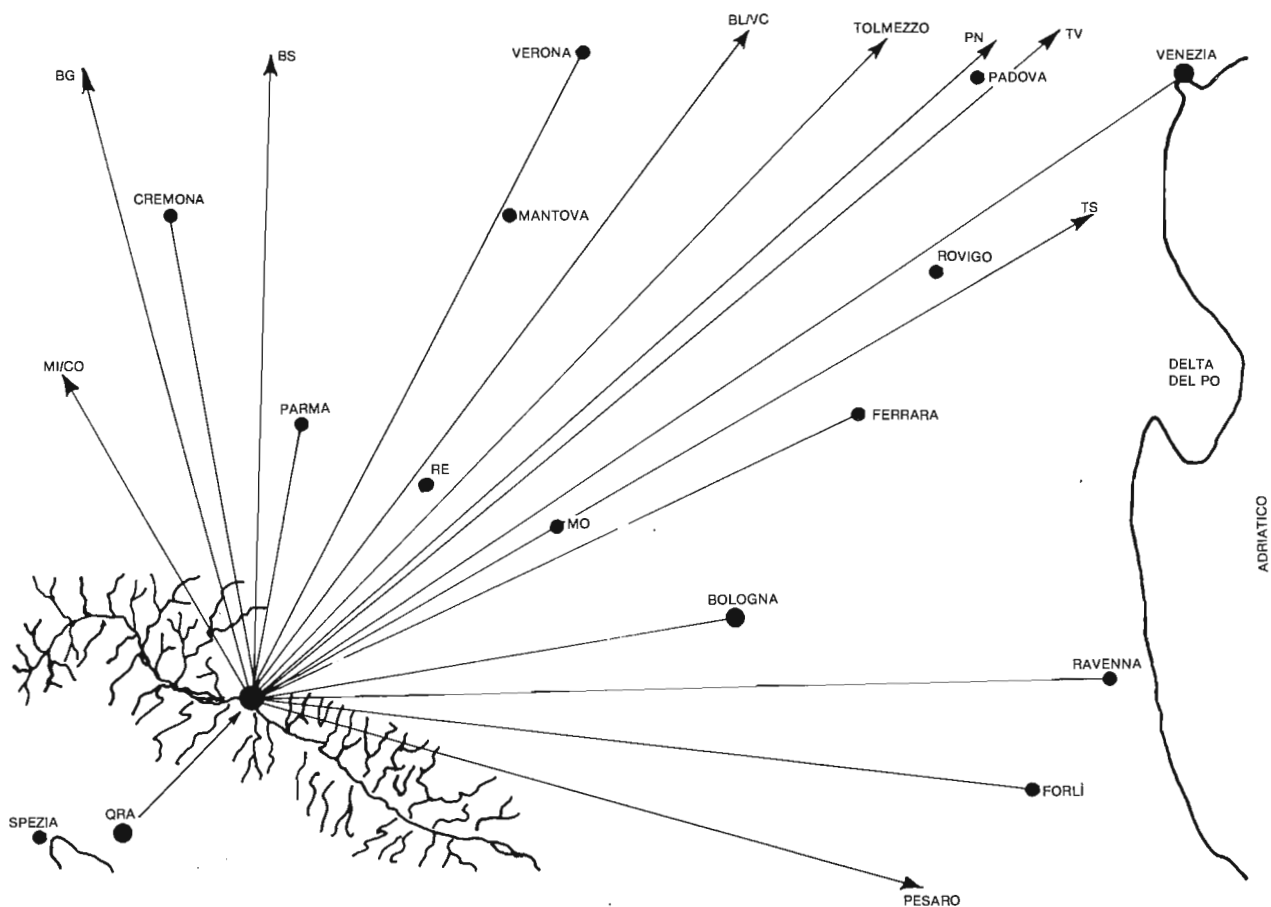 BL/VC
TOLMEZZO
PN
TV
VERONA
BS
BG
PADOVA
VENEZIA
CREMONA
MANTOVA
TS
ROVIGO
MI/CO
DELTA
DEL PO
PARMA
FERRARA
RE
MO
ADRIATICO
BOLOGNA
RAVENNA
FORLÌ
SPEZIA
QRA
PESARO